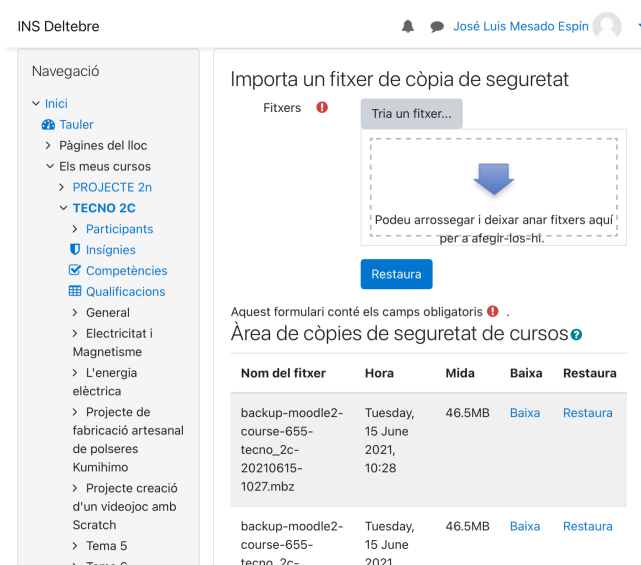 INS Deltebre
José Luis Mesado Espín
Navegació
Inici
Tauler
Pàgines del lloc
Els meus cursos
PROJECTE 2n
TECNO 2C
Participants
Insígnies
Competències
Qualificacions
General
Electricitat i
Magnetisme
L'energia
elèctrica
Projecte de
fabricació artesanal
de polseres
Kumihimo
Projecte creació
d'un videojoc amb
Scratch
Tema 5
Tema 6
Importa un fitxer de còpia de seguretat
Fitxers
Tria un fitxer...
Podeu arrossegar i deixar anar fitxers aquí
per a afegir-los-hi.
Restaura
Aquest formulari conté els camps obligatoris .
Àrea de còpies de seguretat de cursos
Nom del fitxer Hora Mida Baixa Restaura
backup-moodle2- Tuesday, 46.5MB Baixa Restaura
course-655- 15 June
tecno_2c- 2021,
20210615- 10:28
1027.mbz
backup-moodle2- Tuesday, 46.5MB Baixa Restaura
course-655- 15 June
tecno_2c- 2021